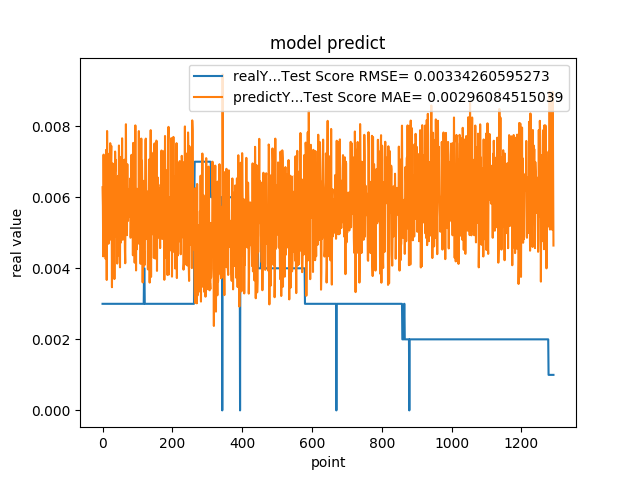 model predict
realY...Test Score RMSE= 0.00334260595273
predictY...Test Score MAE= 0.00296084515039
0.008
0.006
0.004
0.002
0.000
real value
0 200 400 600 800 1000 1200
point